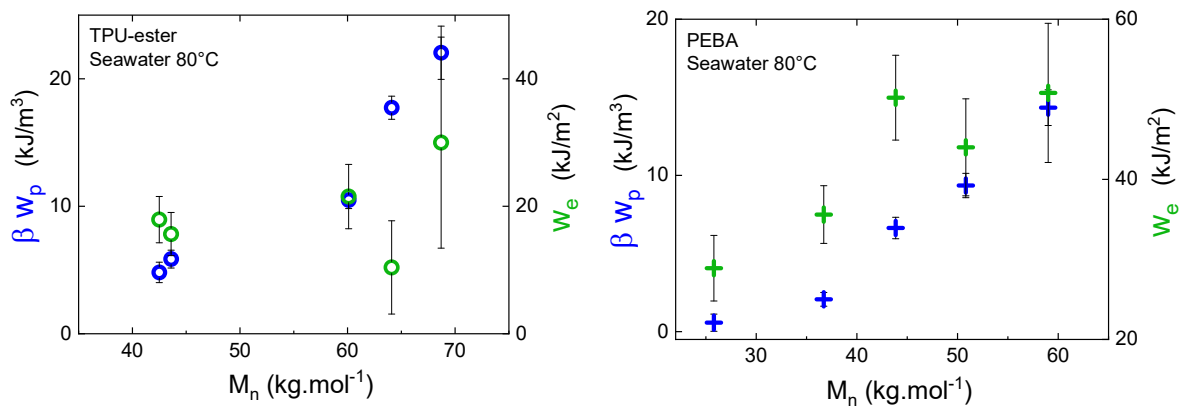 TPU-ester
Seawater 80°C
β wp (kJ/m³)
20
10
0
40
20
0
We (kJ/m²)
40 50 60 70
Mn (kg.mol⁻¹)
PEBA
Seawater 80°C
β wp (kJ/m³)
20
10
0
60
40
20
We (kJ/m²)
30 40 50 60
Mn (kg.mol⁻¹)